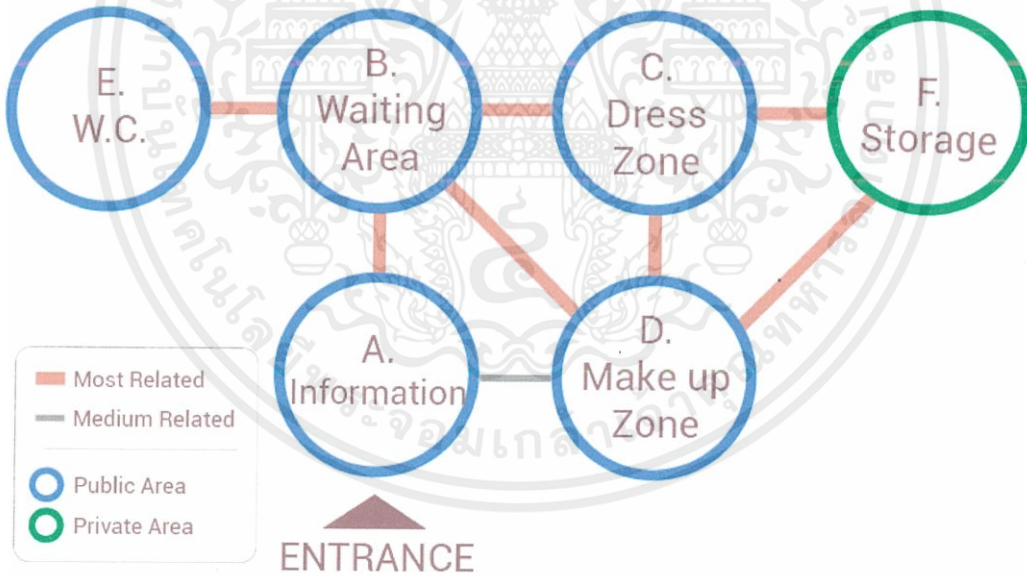 E.
W.C.
B.
Waiting
Area
C.
Dress
Zone
F.
Storage
A.
Information
D.
Make up
Zone
Most Related
Medium Related
Public Area
Private Area
ENTRANCE